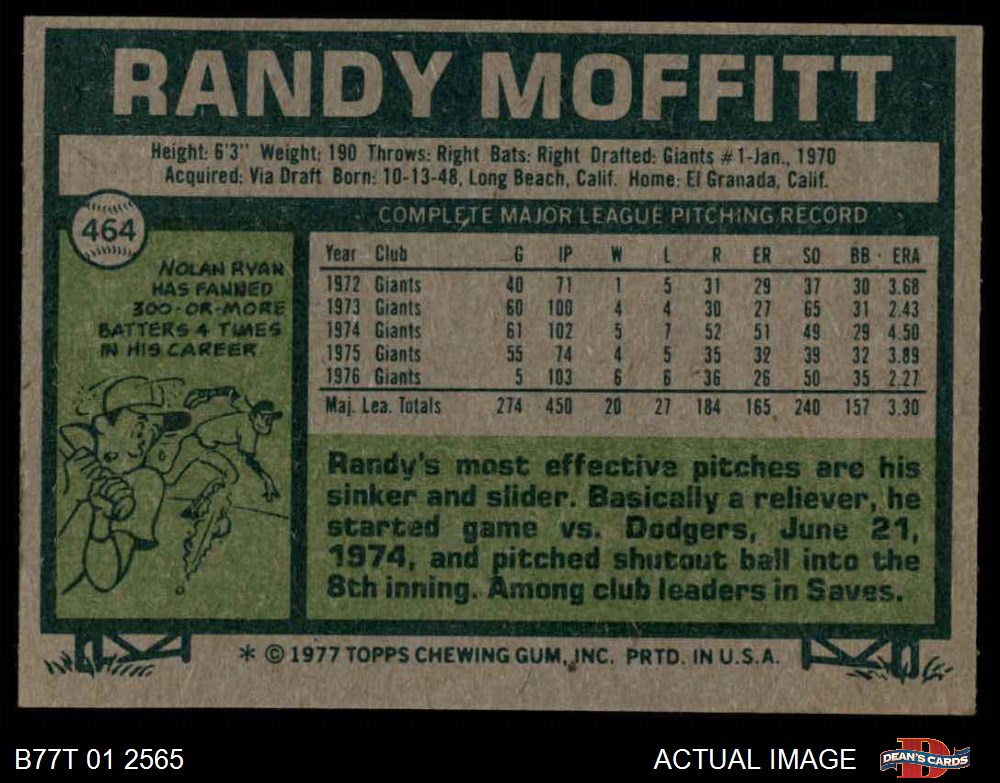 RANDY MOFFITT
Height: 6'3" Weight: 190 Throws: Right Bats: Right Drafted: Giants #1-Jan., 1970
Acquired: Via Draft Born: 10-13-48, Long Beach, Calif. Home: El Granada, Calif.
464
NOLAN RYAN
HAS FANNED
300-OR-MORE
BATTERS 4 TIMES
IN HIS CAREER
COMPLETE MAJOR LEAGUE PITCHING RECORD
Year Club G IP W L R ER SO BB ERA
1972 Giants 40 71 1 5 31 29 37 30 3.68
1973 Giants 60 100 4 4 30 27 65 31 2.43
1974 Giants 61 102 5 7 52 51 49 29 4.50
1975 Giants 55 74 4 5 35 32 39 32 3.89
1976 Giants 5 103 6 6 36 26 50 35 2.27
Maj. Lea. Totals 274 450 20 27 184 165 240 157 3.30
Randy's most effective pitches are his
sinker and slider. Basically a reliever, he
started game vs. Dodgers, June 21,
1974, and pitched shutout ball into the
8th inning. Among club leaders in Saves.
* © 1977 TOPPS CHEWING GUM, INC. PRTD. IN U.S.A.
B77T 01 2565
ACTUAL IMAGE
D
DEAN'S CARDS